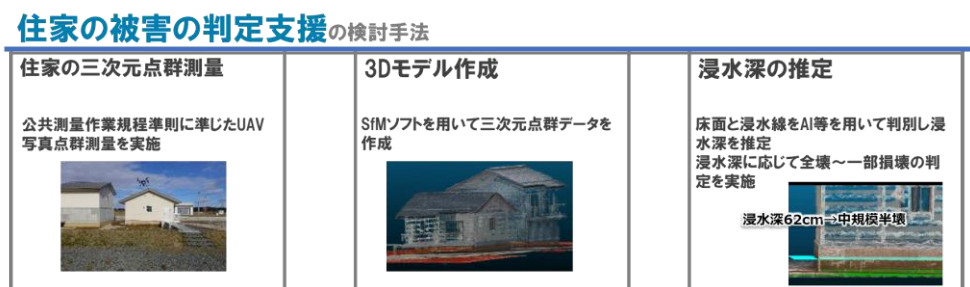 住家の被害の判定支援の検討手法
住家の三次元点群測量
公共測量作業規程準則に準じたUAV
写真点群測量を実施
3Dモデル作成
SfMソフトを用いて三次元点群データを
作成
浸水深の推定
床面と浸水線をAI等を用いて判別し浸
水深を推定
浸水深に応じて全壊～一部損壊の判
定を実施
浸水深62cm→中規模半壊